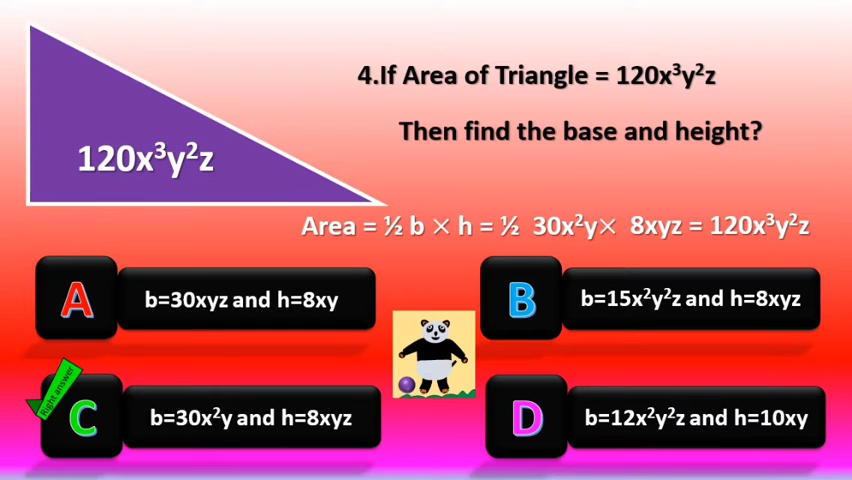 4.If Area of Triangle = 120x³y²z
Then find the base and height?
120x³y²z
Area = ½ b × h = ½ 30x²y× 8xyz = 120x³y²z
A b=30xyz and h=8xy
B b=15x²y²z and h=8xyz
Right answer
C b=30x²y and h=8xyz
D b=12x²y²z and h=10xy